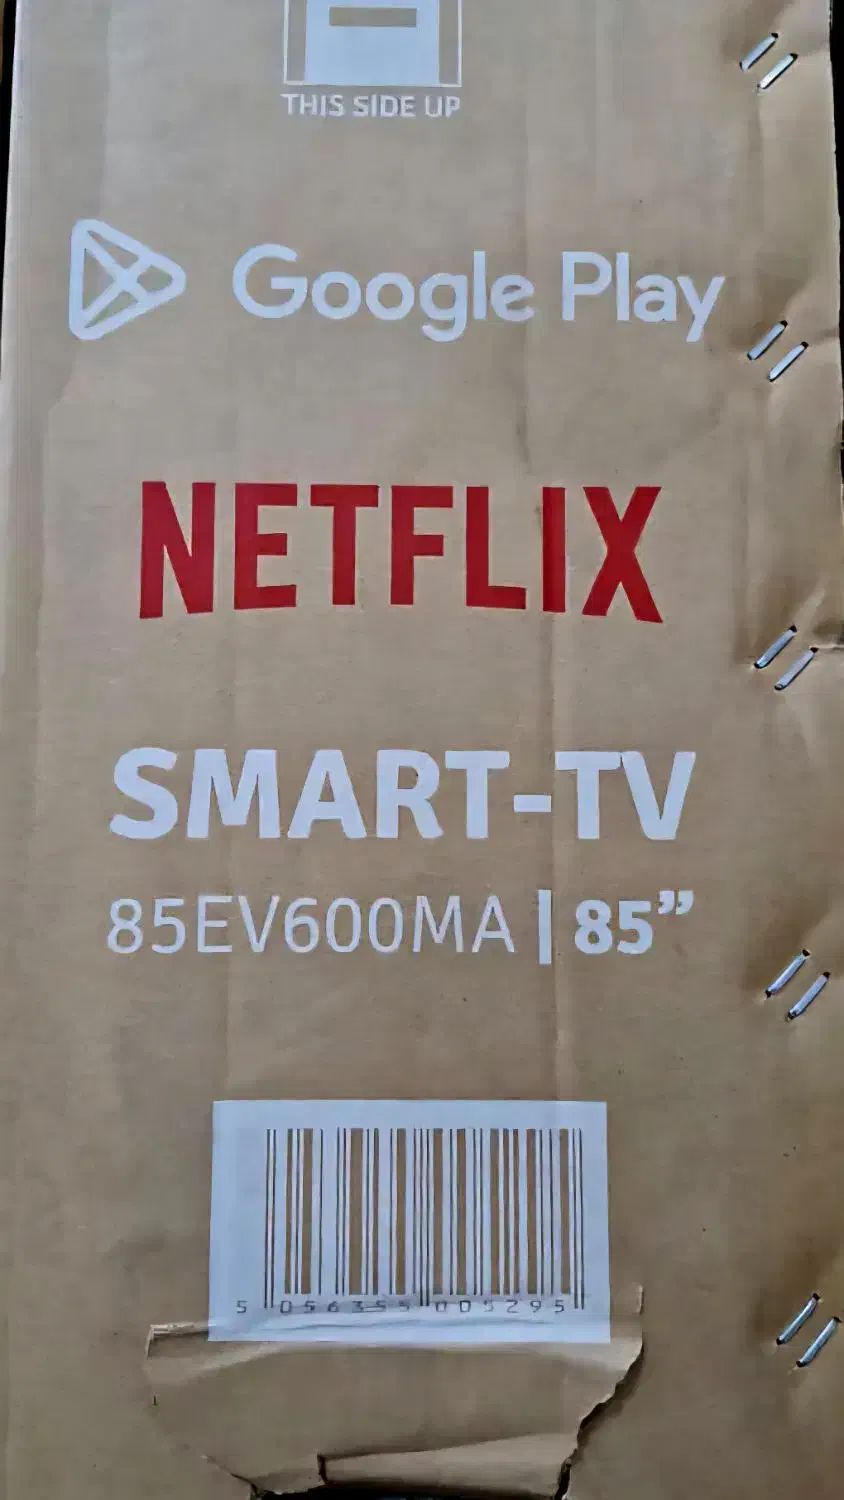 THIS SIDE UP
Google Play
NETFLIX
SMART-TV
85EV600MA | 85”
5 056355 005295